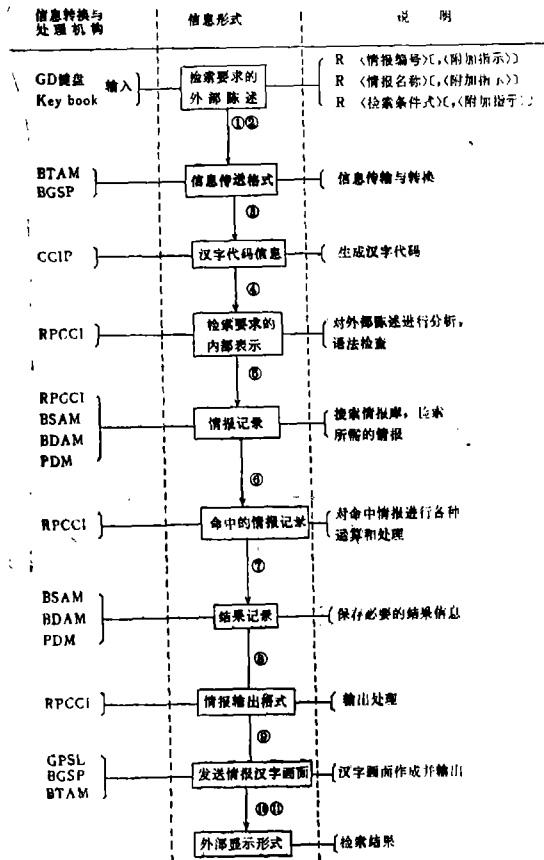 信息转换与
处理机构
信息形式
说 明
GD键盘
Key book
输入
检索要求的
外部陈述
R 〈情报编号〉〔,〈附加指示〉〕
R 〈情报名称〉〔,〈附加指示〉〕
R 〈检索条件式〉〔,〈附加指示〉〕
①②
BTAM
BGSP
信息传送格式
信息传输与转换
③
CCIP
汉字代码信息
生成汉字代码
④
RPCCI
检索要求的
内部表示
对外部陈述进行分析,
语法检查
⑤
RPCCI
BSAM
BDAM
PDM
情报记录
搜索情报库, 检索
所需的情报
⑥
RPCCI
命中的情报记录
对命中情报进行各种
运算和处理
⑦
BSAM
BDAM
PDM
结果记录
保存必要的结果信息
⑧
RPCCI
情报输出格式
输出处理
⑨
GPSL
BGSP
BTAM
发送情报汉字画面
汉字画面作成并输出
⑩⑪
外部显示形式
检索结果